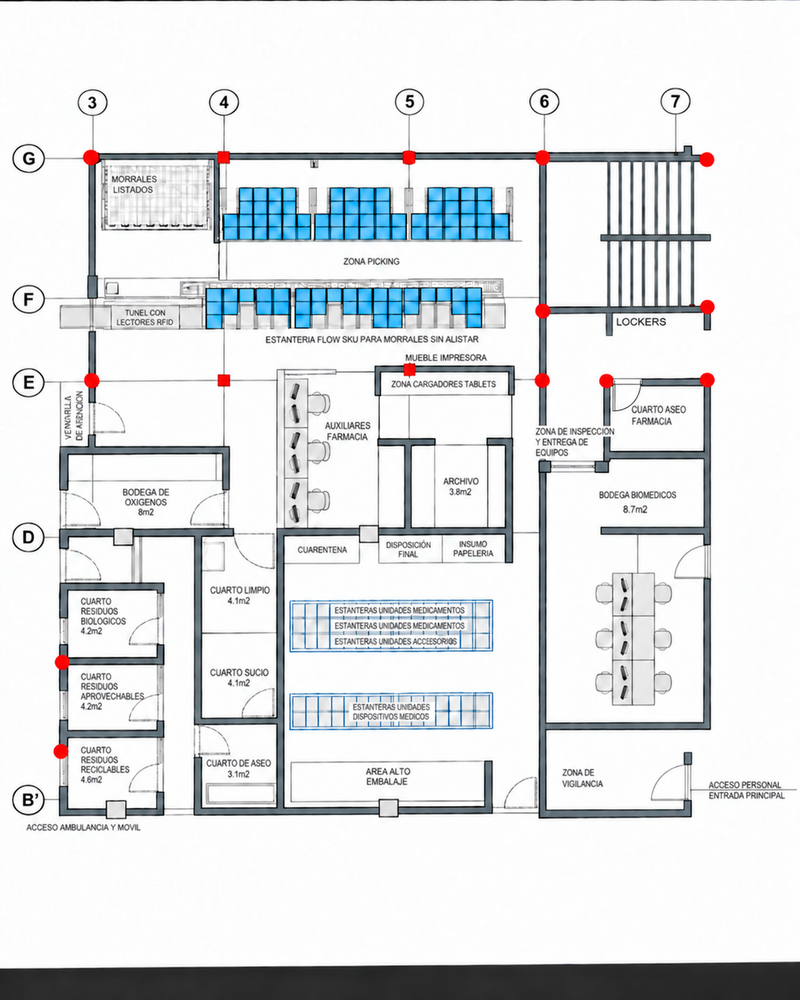 3
4
5
6
7
G
MORRALES
LISTADOS
ZONA PICKING
F
TUNEL CON
LECTORES RFID
LOCKERS
ESTANTERIA FLOW SKU PARA MORRALES SIN ALISTAR
MUEBLE IMPRESORA
E
ZONA CARGADORES TABLETS
CUARTO ASEO
FARMACIA
AUXILIARES
FARMACIA
ZONA DE INSPECCION
Y ENTREGA DE
EQUIPOS
ARCHIVO
3.8m2
BODEGA DE
OXIGENOS
8m2
BODEGA BIOMEDICOS
8.7m2
D
CUARENTENA
DISPOSICIÓN
FINAL
INSUMO
PAPELERIA
CUARTO LIMPIO
4.1m2
CUARTO
RESIDUOS
BIOLOGICOS
4.2m2
ESTANTERAS UNIDADES MEDICAMENTOS
ESTANTERAS UNIDADES MEDICAMENTOS
ESTANTERAS UNIDADES ACCESORIOS
CUARTO SUCIO
4.1m2
CUARTO
RESIDUOS
APROVECHABLES
4.2m2
ESTANTERAS UNIDADES
DISPOSITIVOS MEDICOS
CUARTO
RESIDUOS
RECICLABLES
4.6m2
CUARTO DE ASEO
3.1m2
AREA ALTO
EMBALAJE
ZONA DE
VIGILANCIA
ACCESO PERSONAL
ENTRADA PRINCIPAL
B’
ACCESO AMBULANCIA Y MOVIL